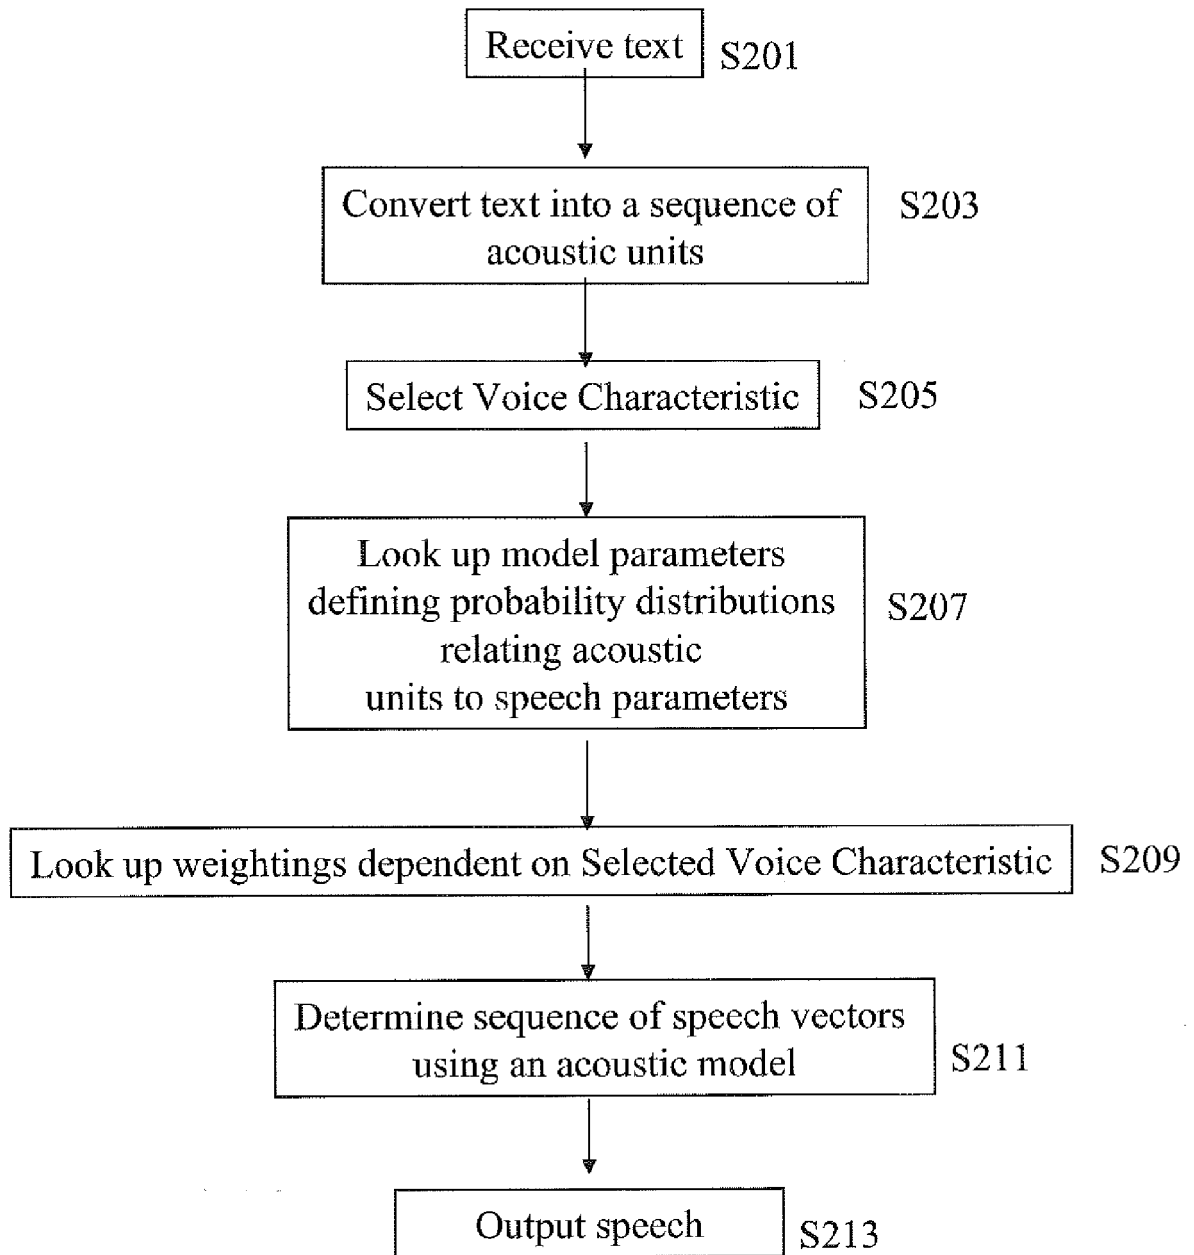 Receive text
S201
Convert text into a sequence of
acoustic units
S203
Select Voice Characteristic
S205
Look up model parameters
defining probability distributions
relating acoustic
units to speech parameters
S207
Look up weightings dependent on Selected Voice Characteristic
S209
Determine sequence of speech vectors
using an acoustic model
S211
Output speech
S213